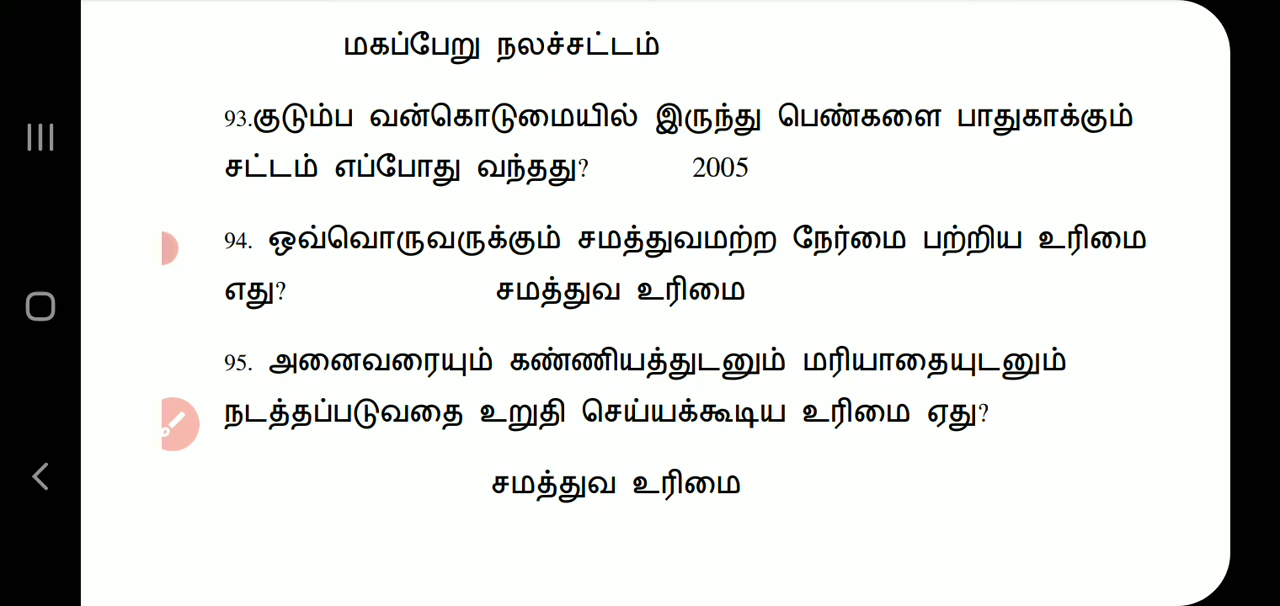 மகப்பேறு நலச்சட்டம்
93.குடும்ப வன்கொடுமையில் இருந்து பெண்களை பாதுகாக்கும்
சட்டம் எப்போது வந்தது? 2005
94. ஒவ்வொருவருக்கும் சமத்துவமற்ற நேர்மை பற்றிய உரிமை
எது? சமத்துவ உரிமை
95. அனைவரையும் கண்ணியத்துடனும் மரியாதையுடனும்
நடத்தப்படுவதை உறுதி செய்யக்கூடிய உரிமை ஏது?
சமத்துவ உரிமை